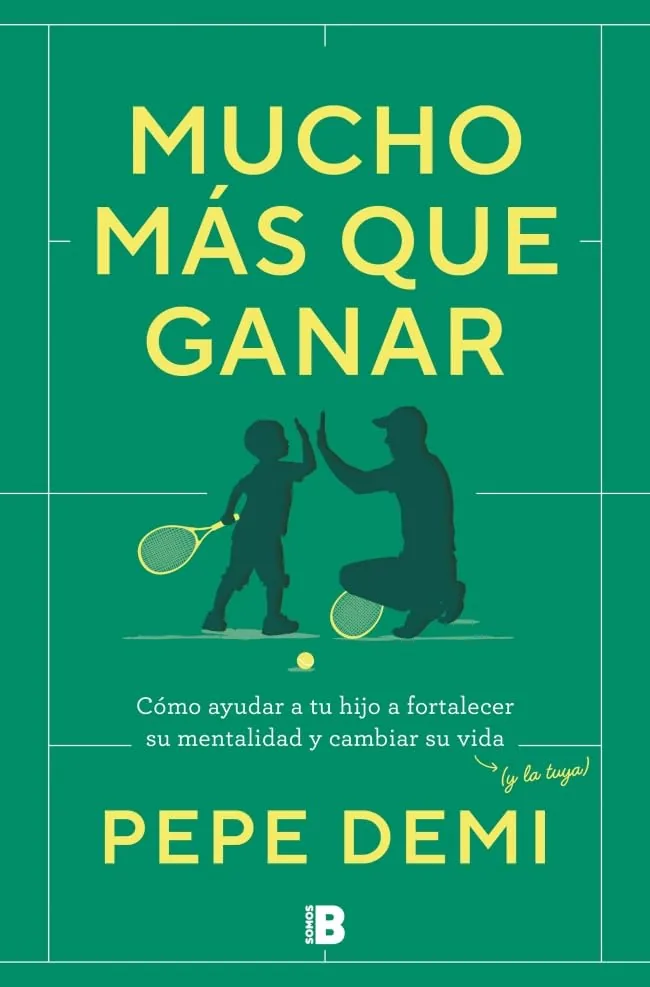 MUCHO
MÁS QUE
GANAR
Cómo ayudar a tu hijo a fortalecer
su mentalidad y cambiar su vida
(y la tuya)
PEPE DEMI
SOMOS
B